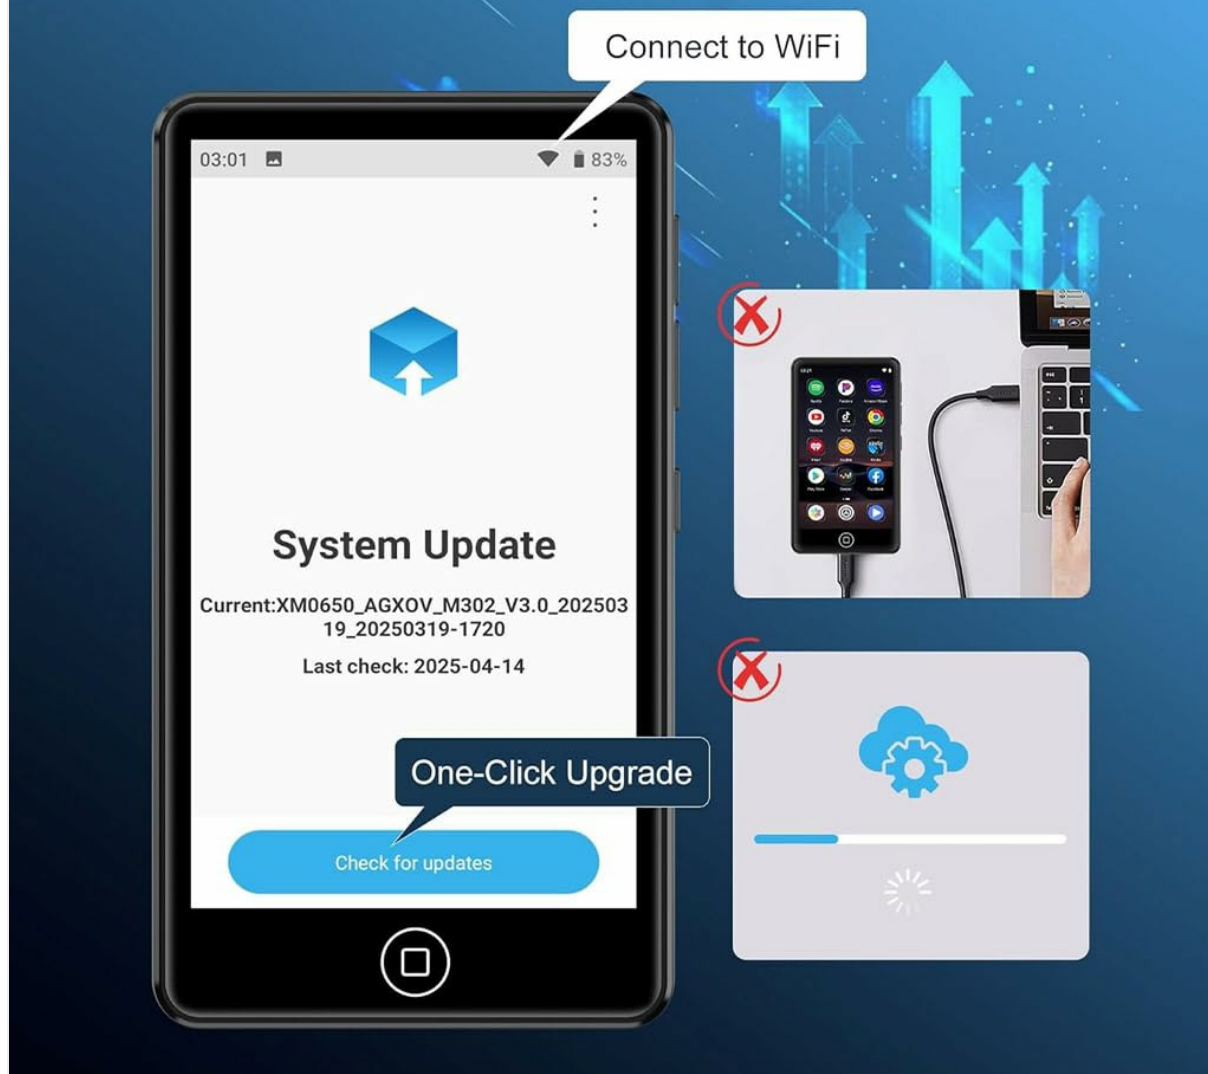 Connect to WiFi
03:01
83%
System Update
Current:XM0650_AGXOV_M302_V3.0_202503
19_20250319-1720
Last check: 2025-04-14
One-Click Upgrade
Check for updates